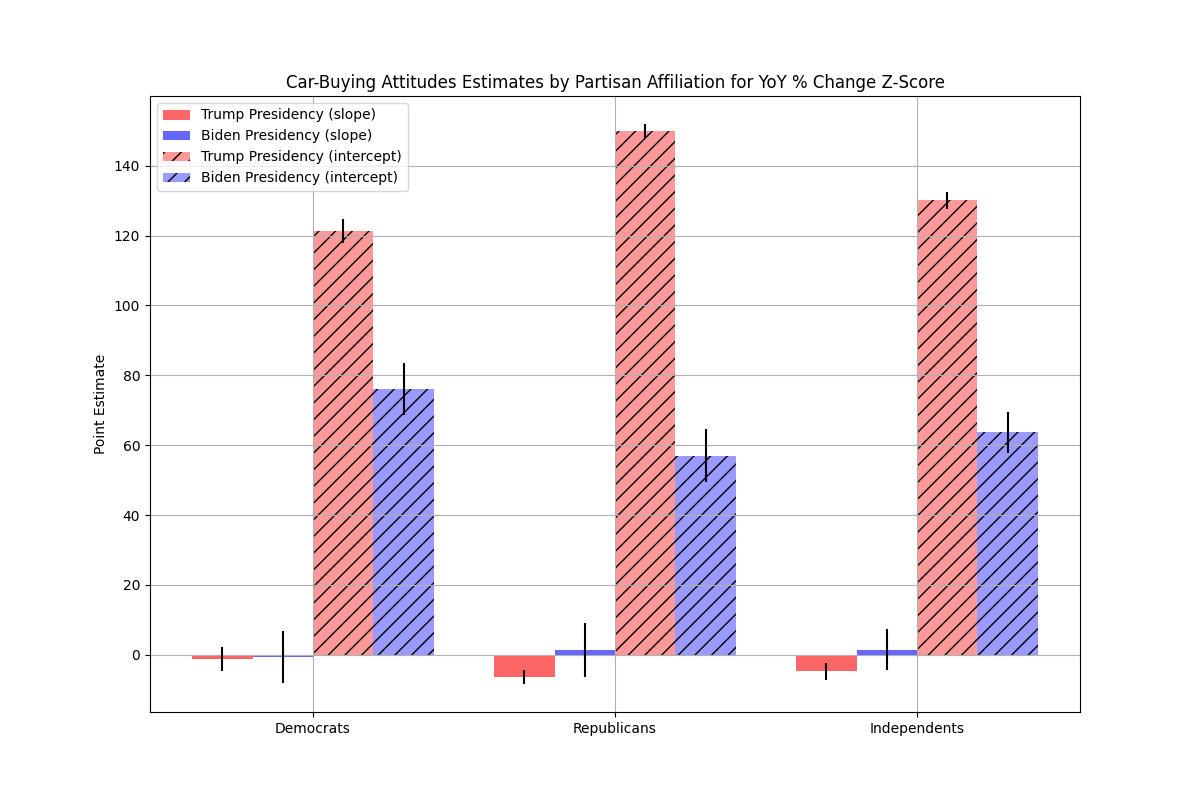 Car-Buying Attitudes Estimates by Partisan Affiliation for YoY % Change Z-Score
Trump Presidency (slope)
Biden Presidency (slope)
Trump Presidency (intercept)
Biden Presidency (intercept)
Point Estimate
140
120
100
80
60
40
20
0
Democrats
Republicans
Independents